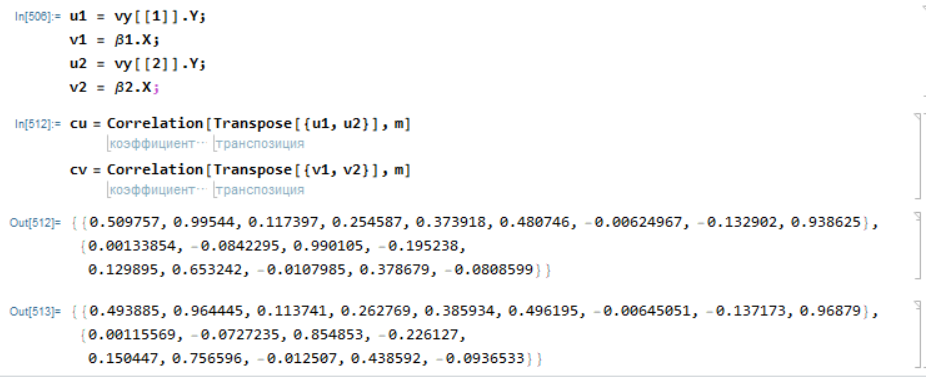 In[506]:= u1 = vy[[1]].Y;
v1 = β1.X;
u2 = vy[[2]].Y;
v2 = β2.X;
In[512]:= cu = Correlation[Transpose[{u1, u2}], m]
коэффициент··· транспозиция
cv = Correlation[Transpose[{v1, v2}], m]
коэффициент··· транспозиция
Out[512]= {{0.509757, 0.99544, 0.117397, 0.254587, 0.373918, 0.480746, -0.00624967, -0.132902, 0.938625},
{0.00133854, -0.0842295, 0.990105, -0.195238,
0.129895, 0.653242, -0.0107985, 0.378679, -0.0808599}}
Out[513]= {{0.493885, 0.964445, 0.113741, 0.262769, 0.385934, 0.496195, -0.00645051, -0.137173, 0.96879},
{0.00115569, -0.0727235, 0.854853, -0.226127,
0.150447, 0.756596, -0.012507, 0.438592, -0.0936533}}